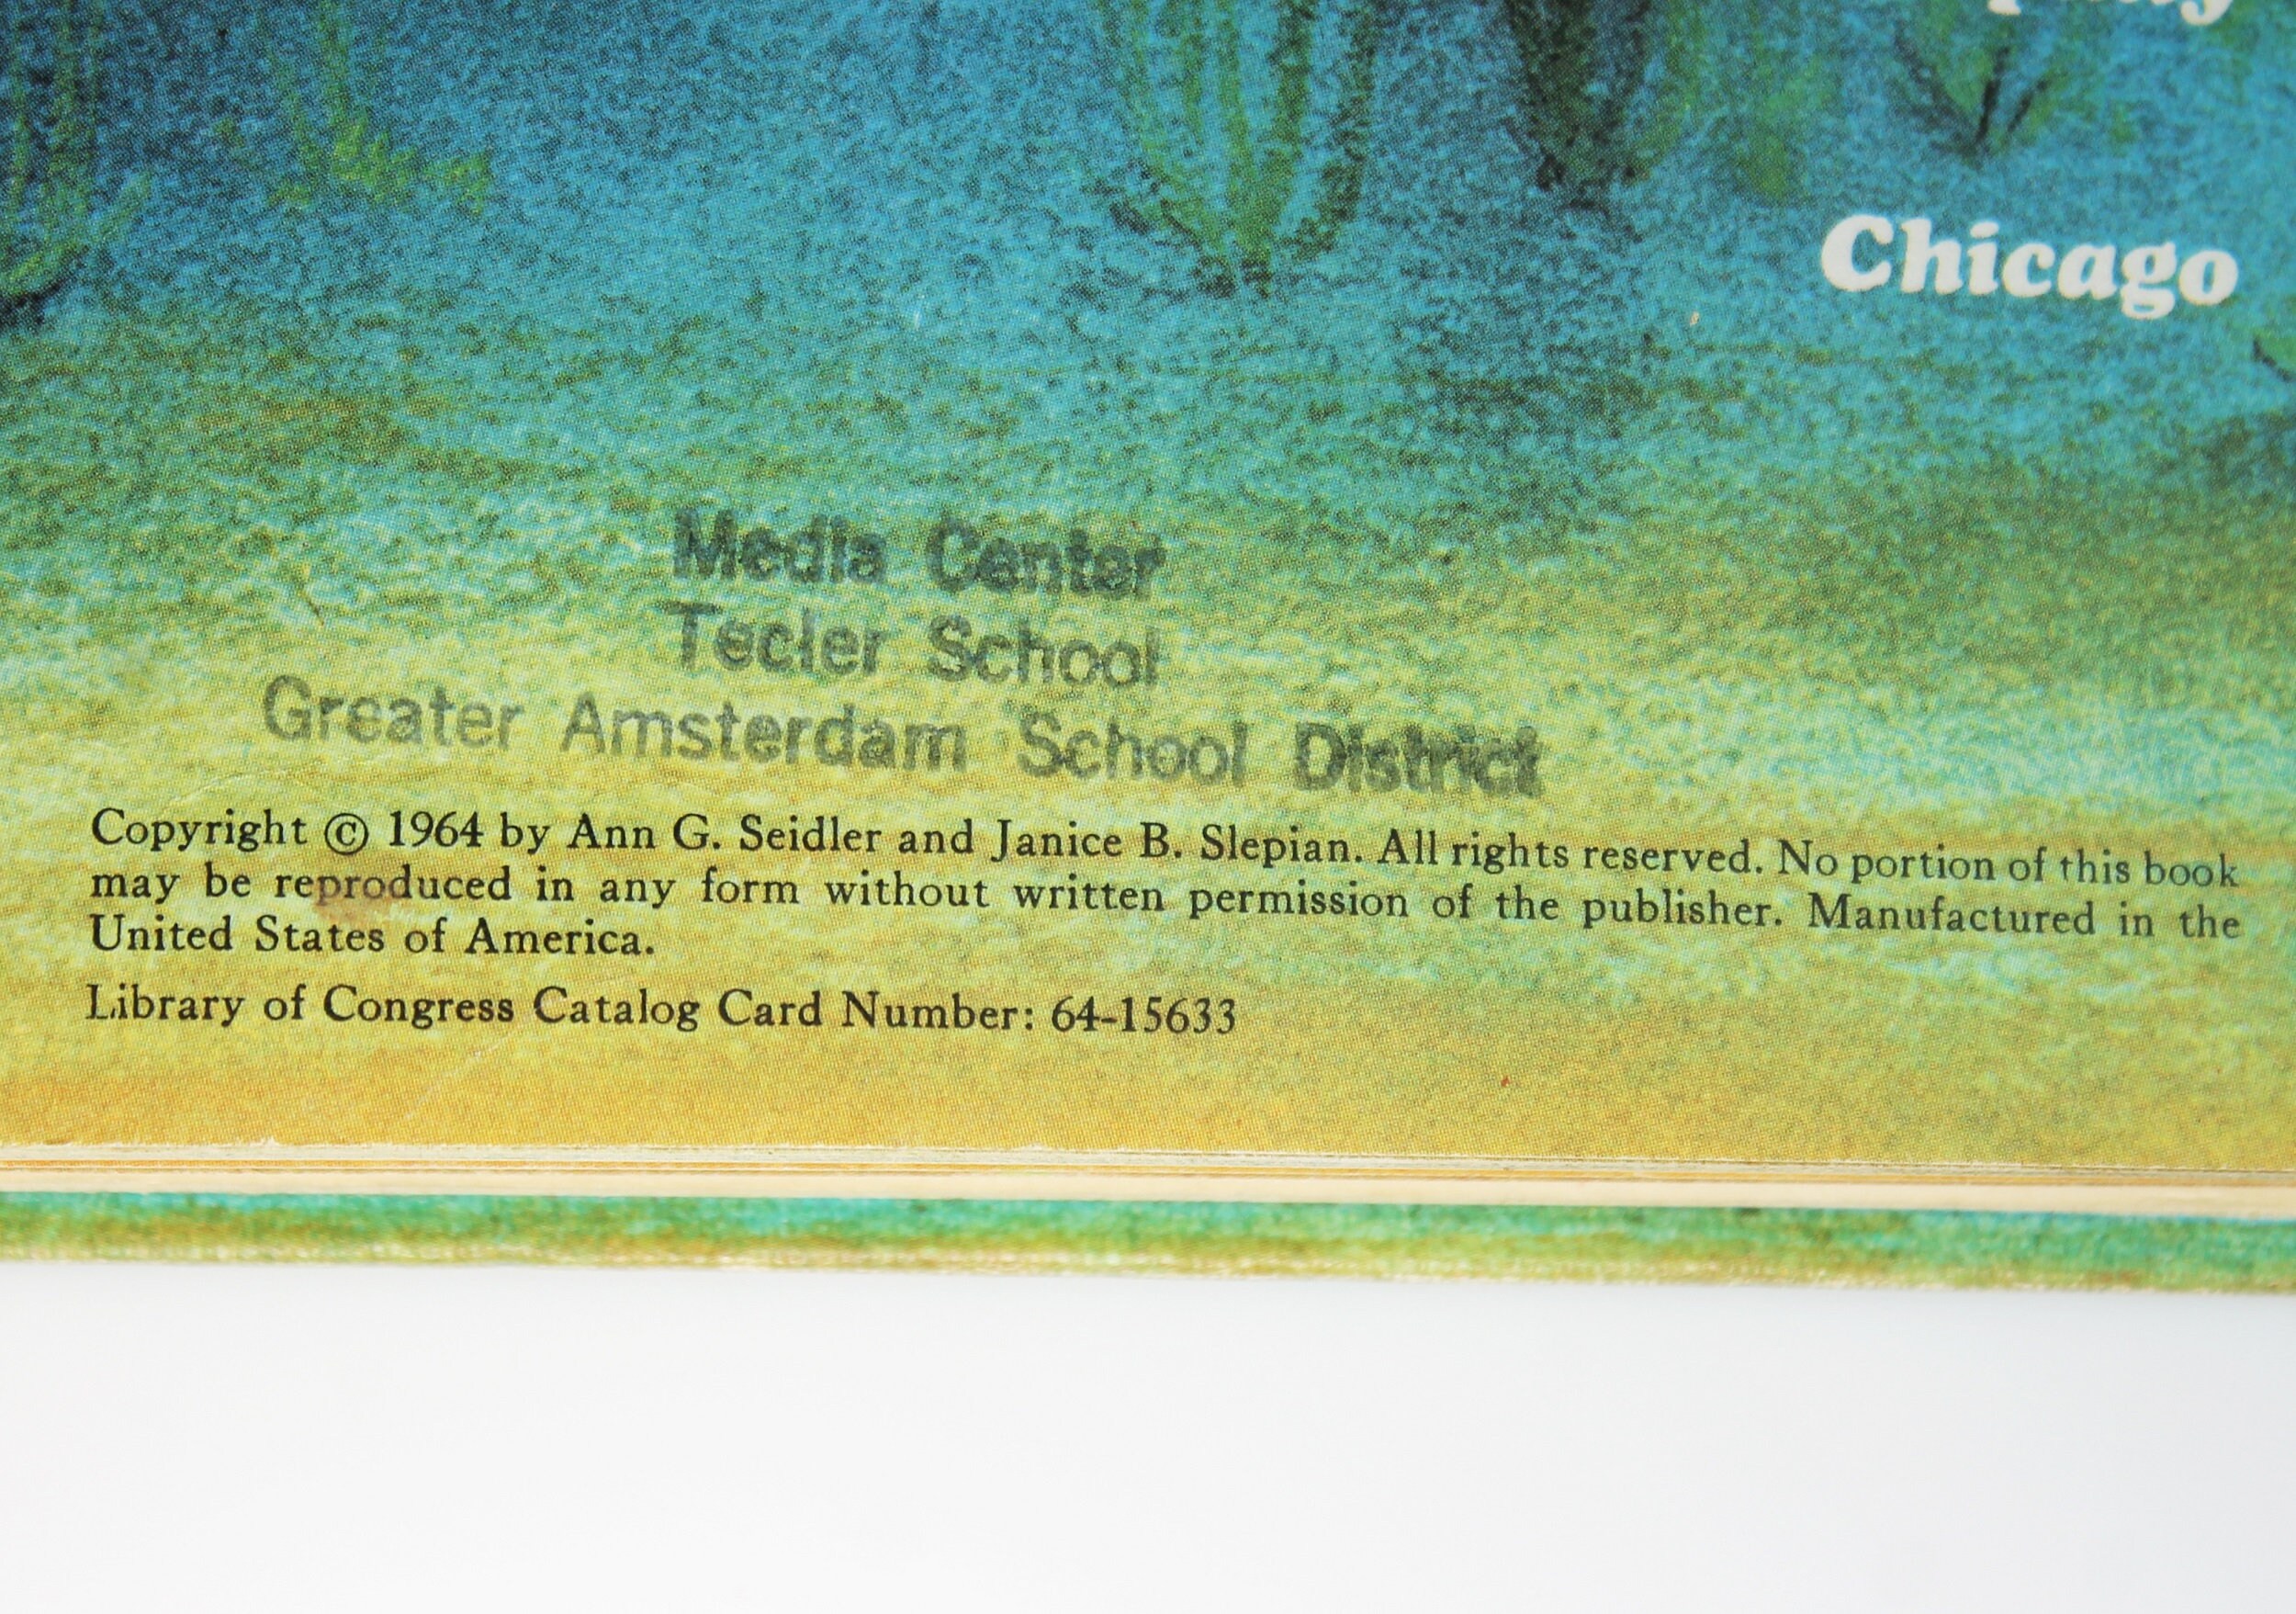 Chicago
Media Center
Tecler School
Greater Amsterdam School District
Copyright © 1964 by Ann G. Seidler and Janice B. Slepian. All rights reserved. No portion of this book
may be reproduced in any form without written permission of the publisher. Manufactured in the
United States of America.
Library of Congress Catalog Card Number: 64-15633